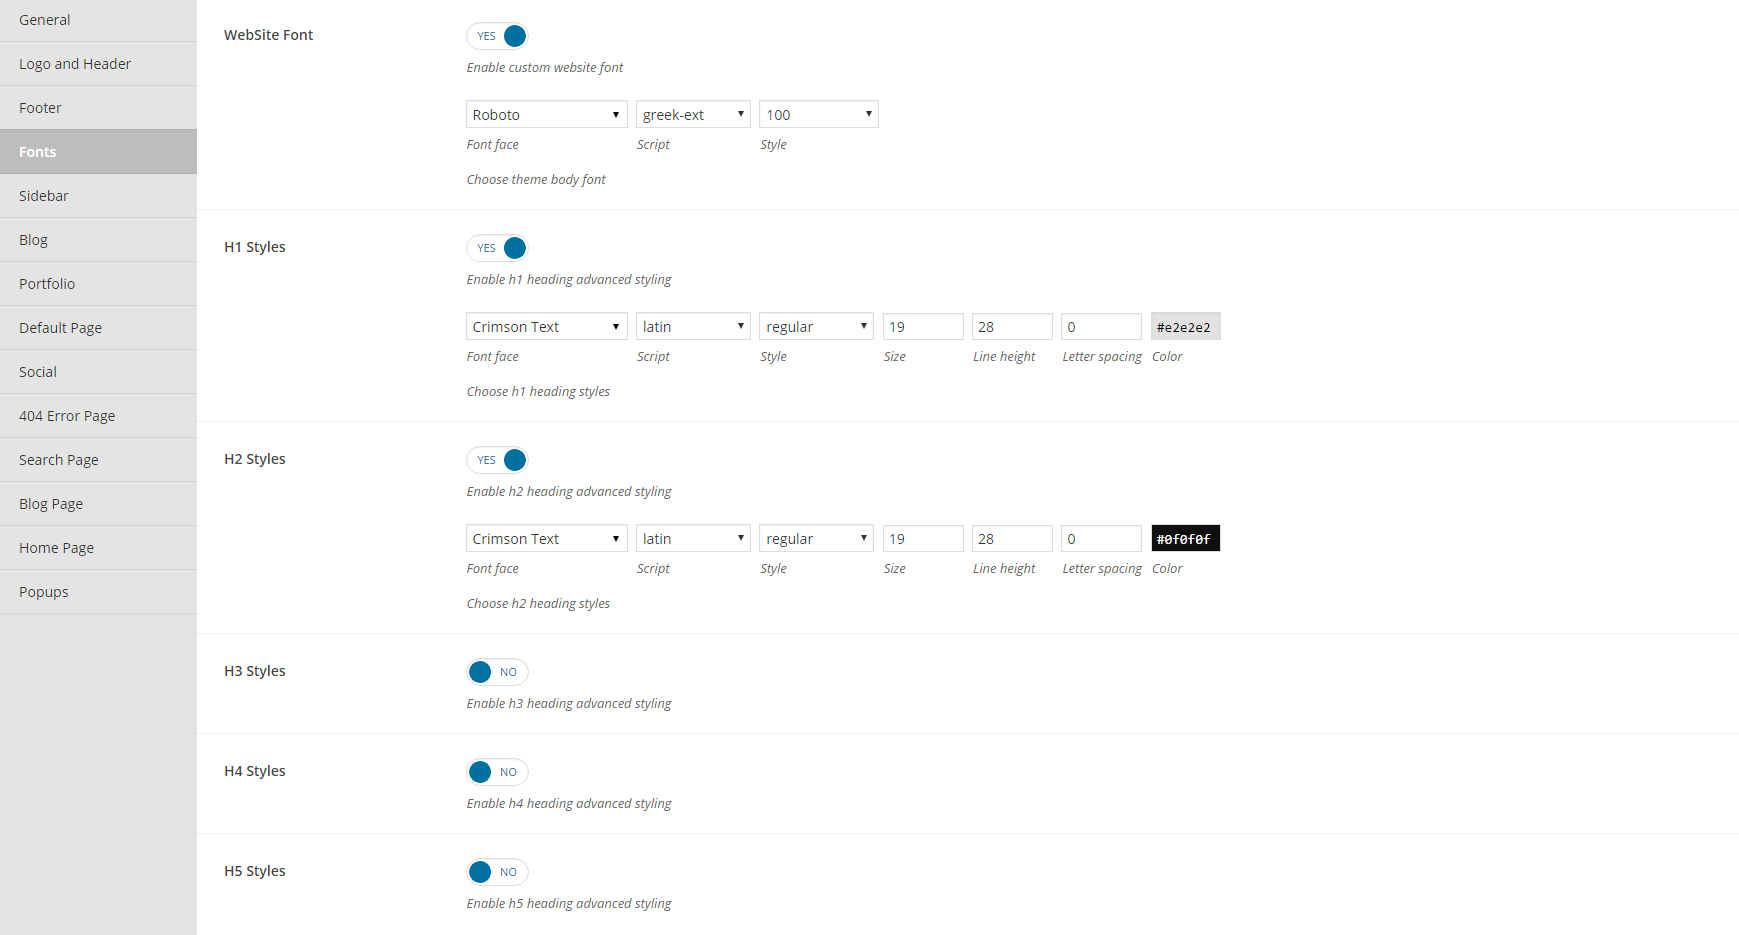 General
Logo and Header
Footer
Fonts
Sidebar
Blog
Portfolio
Default Page
Social
404 Error Page
Search Page
Blog Page
Home Page
Popups
WebSite Font
YES
Enable custom website font
Roboto greek-ext 100
Font face Script Style
Choose theme body font
H1 Styles
YES
Enable h1 heading advanced styling
Crimson Text latin regular 19 28 0 #e2e2e2
Font face Script Style Size Line height Letter spacing Color
Choose h1 heading styles
H2 Styles
YES
Enable h2 heading advanced styling
Crimson Text latin regular 19 28 0 #0f0f0f
Font face Script Style Size Line height Letter spacing Color
Choose h2 heading styles
H3 Styles
NO
Enable h3 heading advanced styling
H4 Styles
NO
Enable h4 heading advanced styling
H5 Styles
NO
Enable h5 heading advanced styling